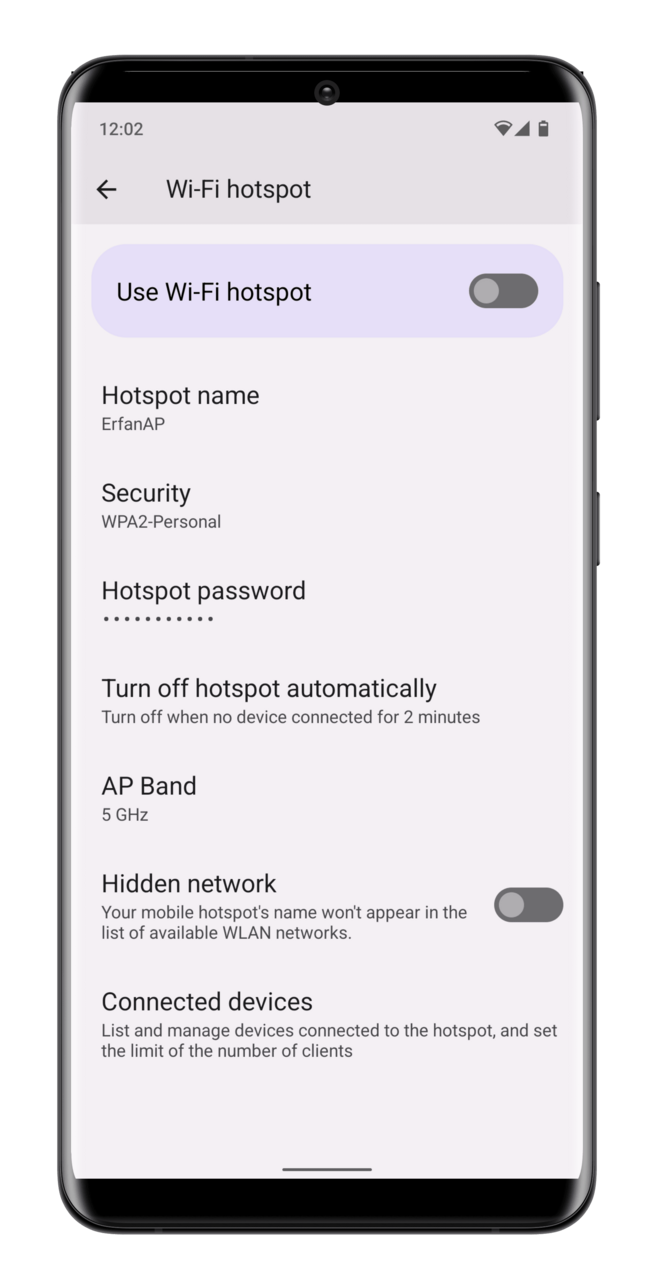 12:02
Wi-Fi hotspot
Use Wi-Fi hotspot
Hotspot name
ErfanAP
Security
WPA2-Personal
Hotspot password
•••••••••••
Turn off hotspot automatically
Turn off when no device connected for 2 minutes
AP Band
5 GHz
Hidden network
Your mobile hotspot's name won't appear in the
list of available WLAN networks.
Connected devices
List and manage devices connected to the hotspot, and set
the limit of the number of clients